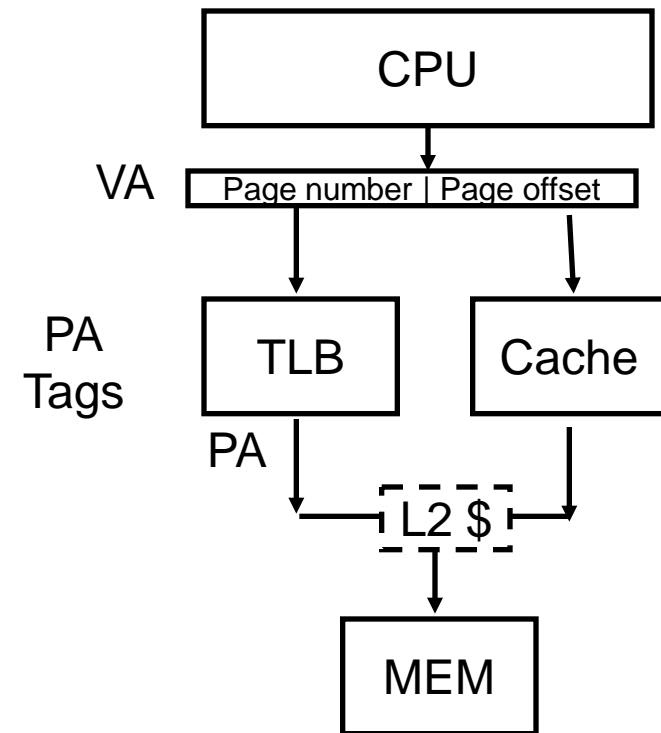 CPU
VA
Page number | Page offset
PA
Tags
TLB
Cache
PA
L2 $
MEM